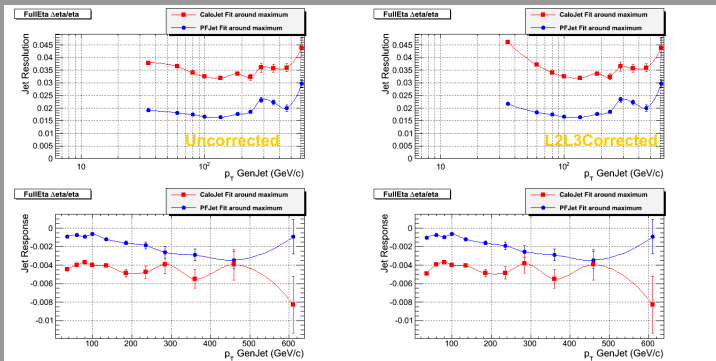 FullEta Δeta/eta
CaloJet Fit around maximum
PFJet Fit around maximum
Jet Resolution
0.045
0.04
0.035
0.03
0.025
0.02
0.015
0.01
0.005
0
Uncorrected
10
10²
p_T GenJet (GeV/c)
FullEta Δeta/eta
CaloJet Fit around maximum
PFJet Fit around maximum
Jet Resolution
0.045
0.04
0.035
0.03
0.025
0.02
0.015
0.01
0.005
0
L2L3Corrected
10
10²
p_T GenJet (GeV/c)
FullEta Δeta/eta
CaloJet Fit around maximum
PFJet Fit around maximum
Jet Response
0
-0.002
-0.004
-0.006
-0.008
-0.01
100 200 300 400 500 600
p_T GenJet (GeV/c)
FullEta Δeta/eta
CaloJet Fit around maximum
PFJet Fit around maximum
Jet Response
0
-0.002
-0.004
-0.006
-0.008
-0.01
100 200 300 400 500 600
p_T GenJet (GeV/c)